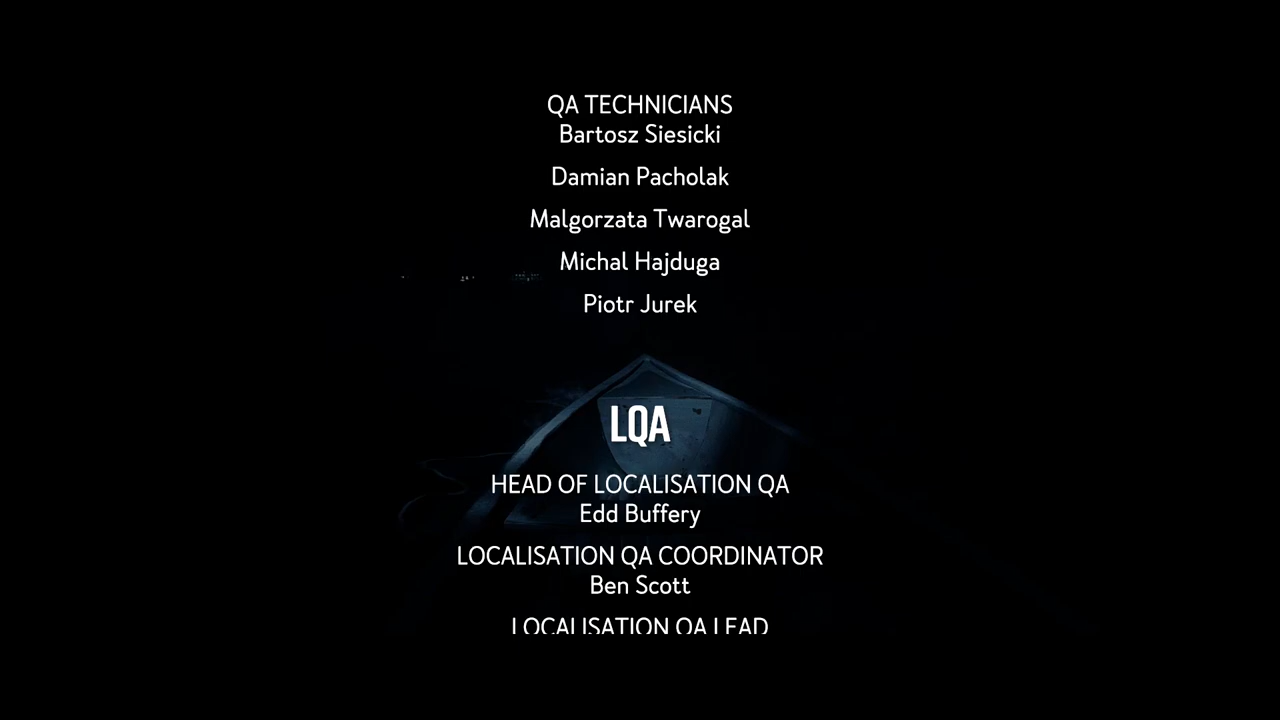 QA TECHNICIANS
Bartosz Siesicki
Damian Pacholak
Malgorzata Twarogal
Michal Hajduga
Piotr Jurek
LQA
HEAD OF LOCALISATION QA
Edd Buffery
LOCALISATION QA COORDINATOR
Ben Scott
LOCALISATION QA LEAD